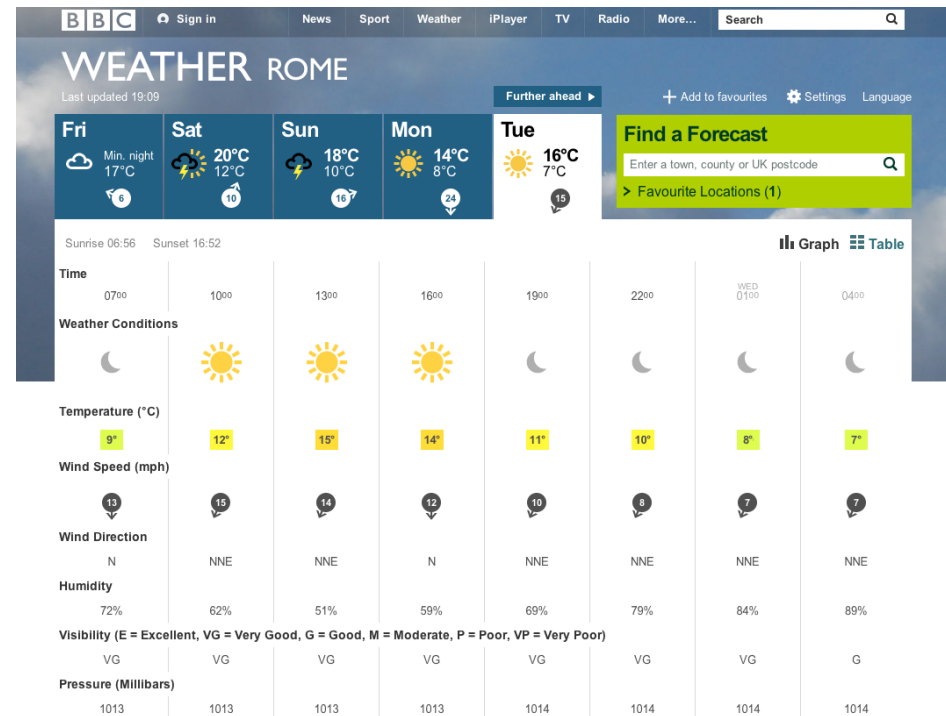 BBC Sign in News Sport Weather iPlayer TV Radio More... Search
WEATHER ROME
Last updated 19:09
Further ahead Add to favourites Settings Language
Fri Sat Sun Mon Tue
Min. night 17°C 20°C 12°C 18°C 10°C 14°C 8°C 16°C 7°C
6 10 16 24 15
Find a Forecast
Enter a town, county or UK postcode
> Favourite Locations (1)
Sunrise 06:56 Sunset 16:52 Graph Table
Time
WED
0700 1000 1300 1600 1900 2200 0100 0400
Weather Conditions
Temperature (°C)
9° 12° 15° 14° 11° 10° 8° 7°
Wind Speed (mph)
13 15 14 12 10 8 7 7
Wind Direction
N NNE NNE N NNE NNE NNE NNE
Humidity
72% 62% 51% 59% 69% 79% 84% 89%
Visibility (E = Excellent, VG = Very Good, G = Good, M = Moderate, P = Poor, VP = Very Poor)
VG VG VG VG VG VG VG G
Pressure (Millibars)
1013 1013 1013 1013 1014 1014 1014 1014